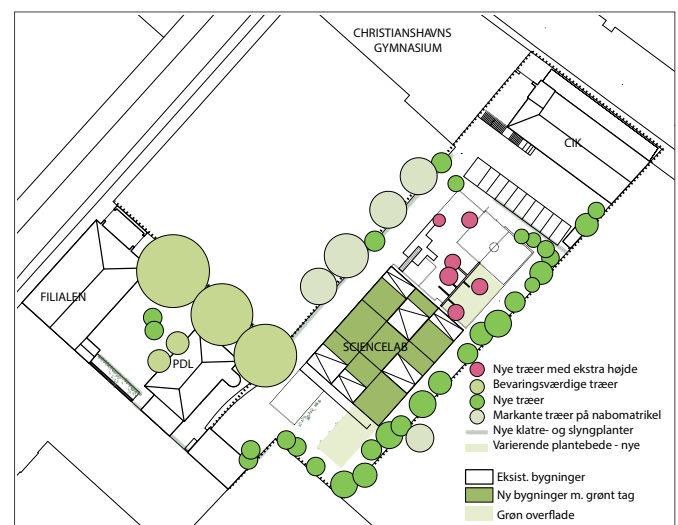 CHRISTIANSHAVNS
GYMNASIUM
CIK
FILIALEN
PDL
SCIENCELAB
Nye træer med ekstra højde
Bevaringsværdige træer
Nye træer
Markante træer på nabomatrikel
Nye klatre- og slyngplanter
Varierende plantebede - nye
Eksist. bygninger
Ny bygninger m. grønt tag
Grøn overflade